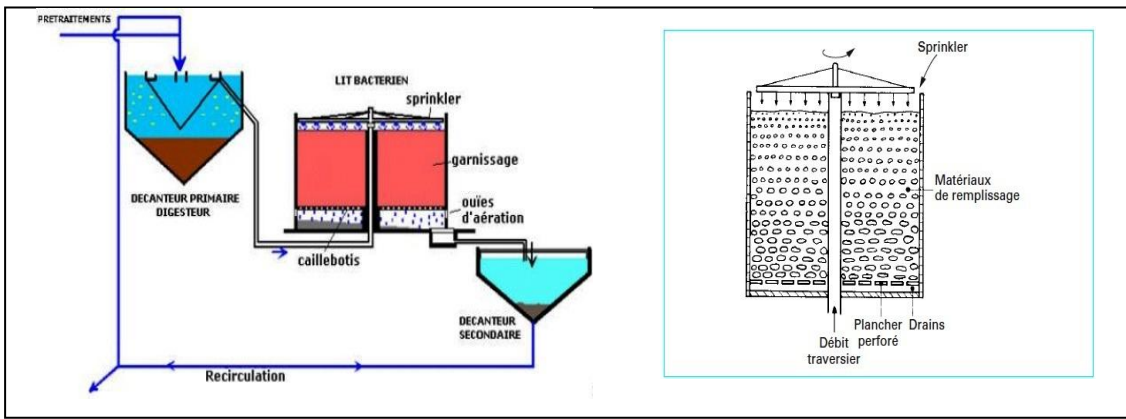 PRETRAITEMENTS
LIT BACTERIEN
sprinkler
garnissage
ouïes
d'aération
caillebotis
DECANTEUR PRIMAIRE
DIGESTEUR
DECANTEUR
SECONDAIRE
Recirculation
Sprinkler
Matériaux
de remplissage
Plancher
perforé
Drains
Débit
traversier